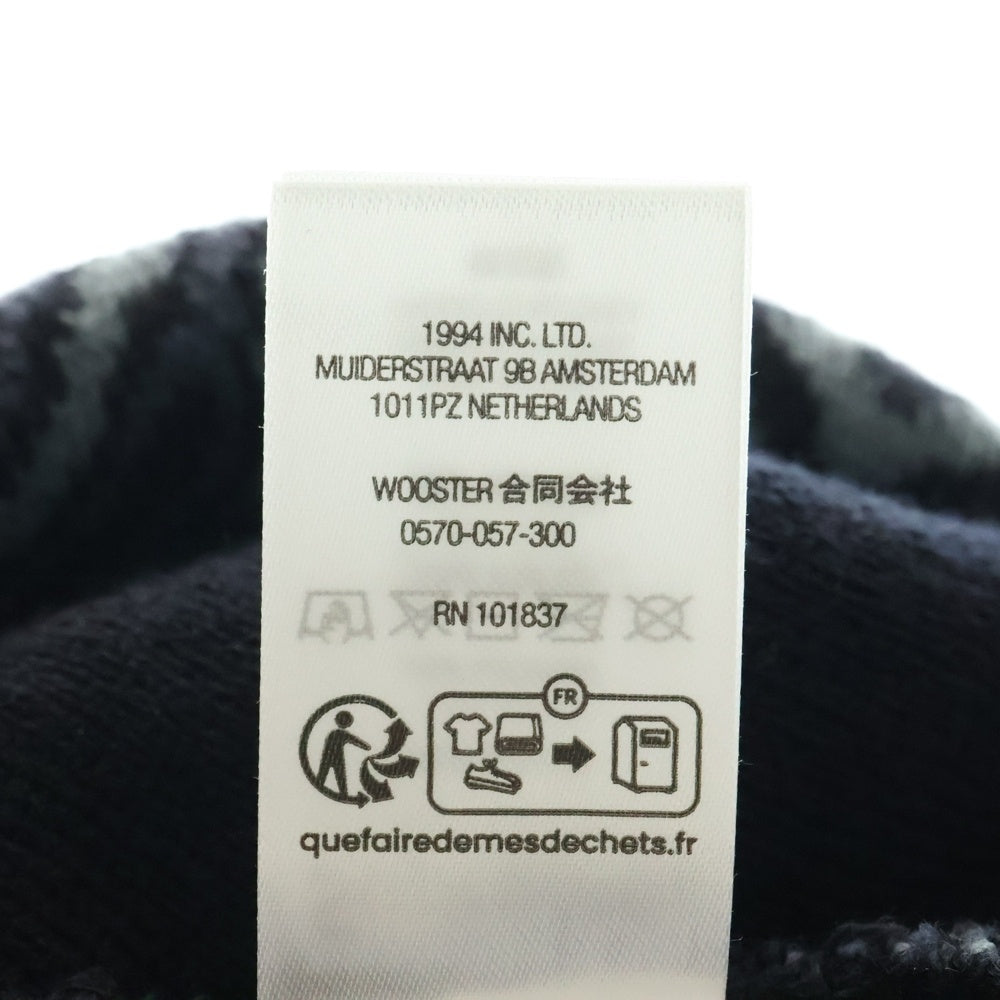 1994 INC. LTD.
MUIDERSTRAAT 9B AMSTERDAM
1011PZ NETHERLANDS
WOOSTER 合同会社
0570-057-300
RN 101837
FR
quefairedemesdechets.fr